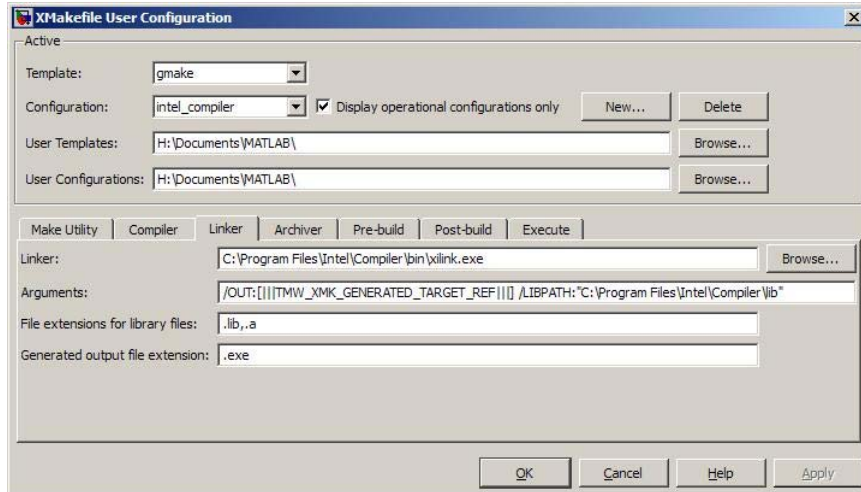 XMakefile User Configuration
Active
Template: gmake
Configuration: intel_compiler Display operational configurations only New... Delete
User Templates: H:\Documents\MATLAB\ Browse...
User Configurations: H:\Documents\MATLAB\ Browse...
Make Utility Compiler Linker Archiver Pre-build Post-build Execute
Linker: C:\Program Files\Intel\Compiler\bin\xilink.exe Browse...
Arguments: /OUT:[|||TMW_XMK_GENERATED_TARGET_REF|||] /LIBPATH:"C:\Program Files\Intel\Compiler\lib"
File extensions for library files: .lib,.a
Generated output file extension: .exe
OK Cancel Help Apply